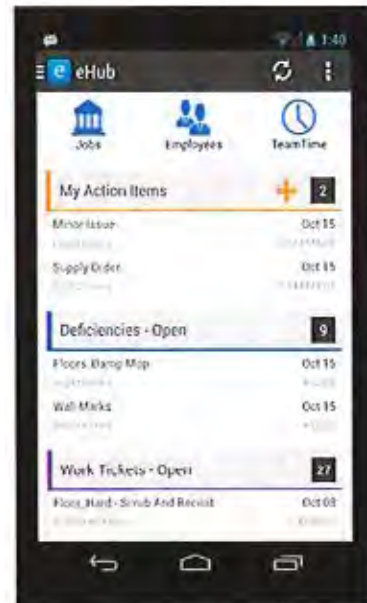 1:40
eHub
Jobs Employees TeamTime
My Action Items 2
Minor Issue Oct 15
Supply Order Oct 15
Deficiencies - Open 9
Floors, Damp Mop Oct 15
Wall Marks Oct 15
Work Tickets - Open 27
Floor_Hard - Scrub And Recoat Oct 08